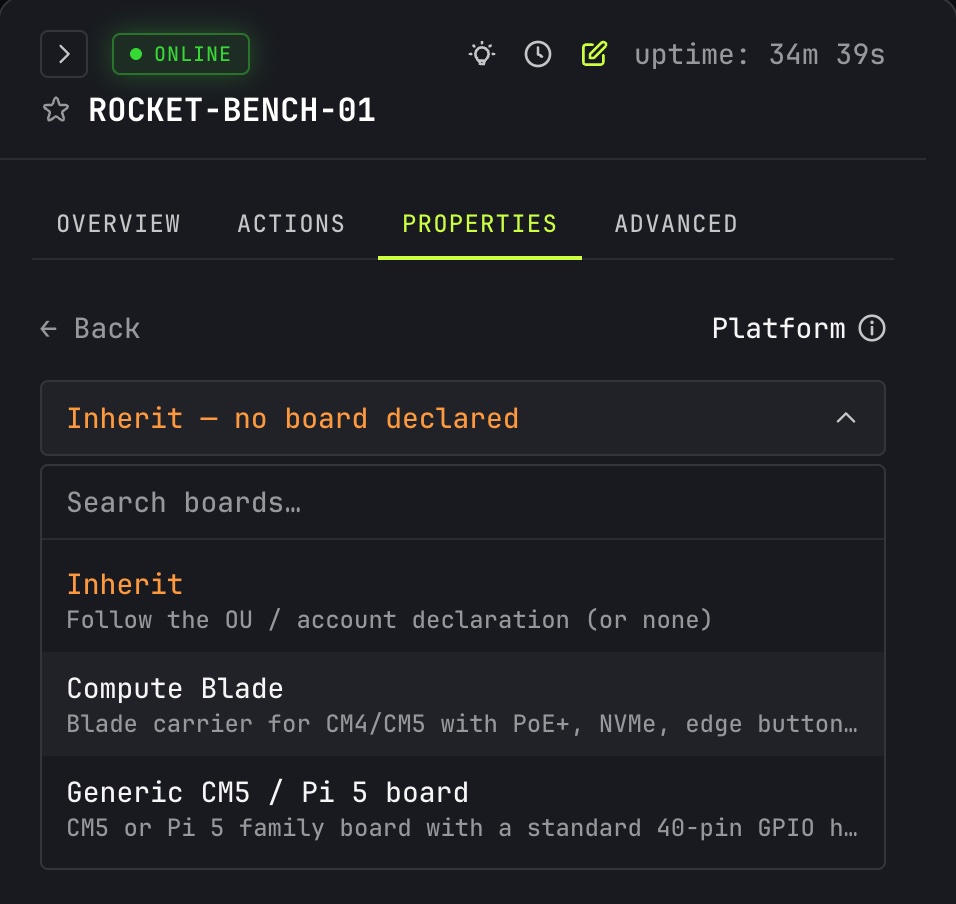 ONLINE
uptime: 34m 39s
ROCKET-BENCH-01
OVERVIEW
ACTIONS
PROPERTIES
ADVANCED
← Back
Platform
Inherit — no board declared
Search boards…
Inherit
Follow the OU / account declaration (or none)
Compute Blade
Blade carrier for CM4/CM5 with PoE+, NVMe, edge button…
Generic CM5 / Pi 5 board
CM5 or Pi 5 family board with a standard 40-pin GPIO h…